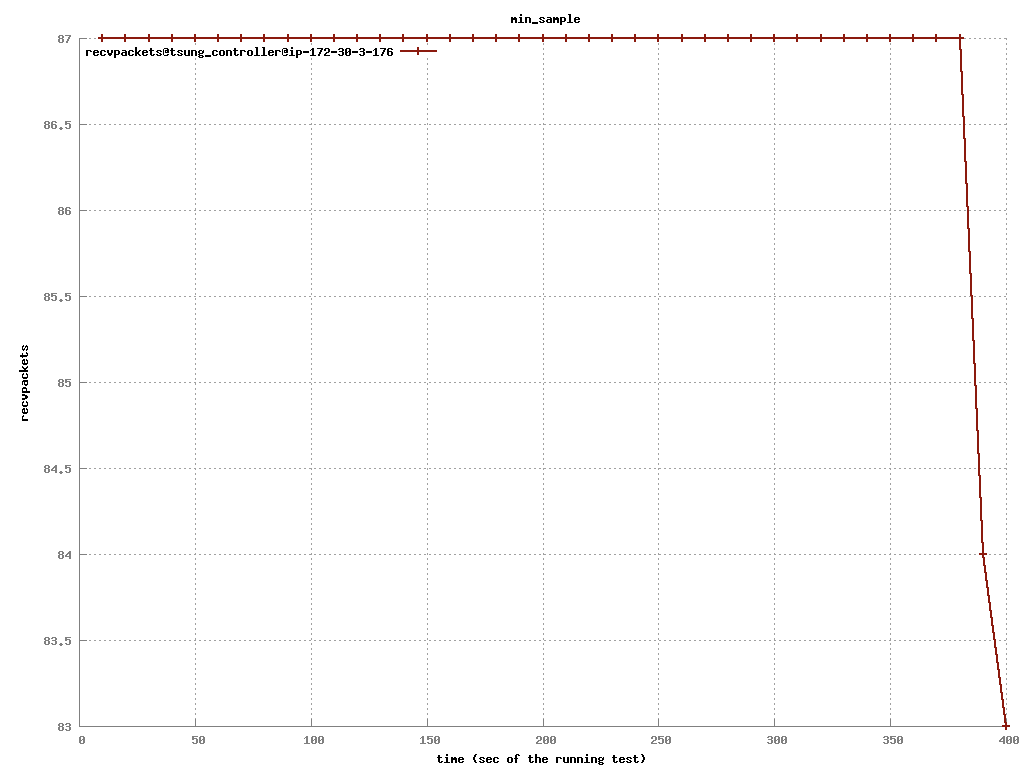 min_sample
87
recvpackets@tsung_controller@ip-172-30-3-176
86.5
86
85.5
85
recvpackets
84.5
84
83.5
83
0 50 100 150 200 250 300 350 400
time (sec of the running test)